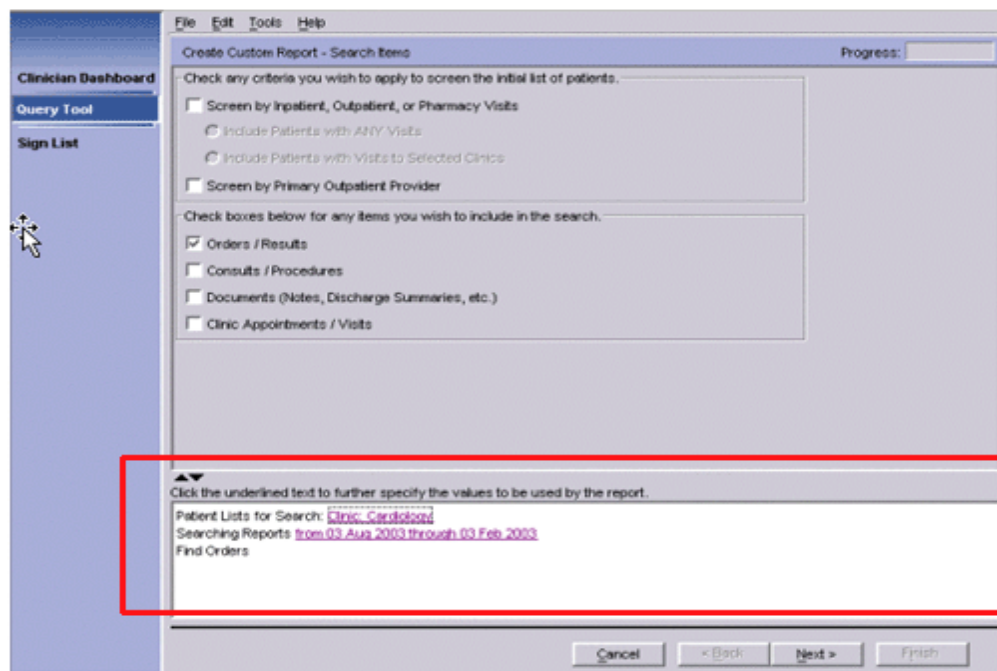 File Edit Tools Help
Create Custom Report - Search Items Progress:
Clinician Dashboard
Query Tool
Sign List
Check any criteria you wish to apply to screen the initial list of patients.
Screen by Inpatient, Outpatient, or Pharmacy Visits
Include Patients with ANY Visits
Include Patients with Visits to Selected Clinics
Screen by Primary Outpatient Provider
Check boxes below for any items you wish to include in the search.
Orders / Results
Consults / Procedures
Documents (Notes, Discharge Summaries, etc.)
Clinic Appointments / Visits
Click the underlined text to further specify the values to be used by the report.
Patient Lists for Search: Clinic: Cardiology
Searching Reports from 03 Aug 2003 through 03 Feb 2003
Find Orders
Cancel < Back Next > Finish